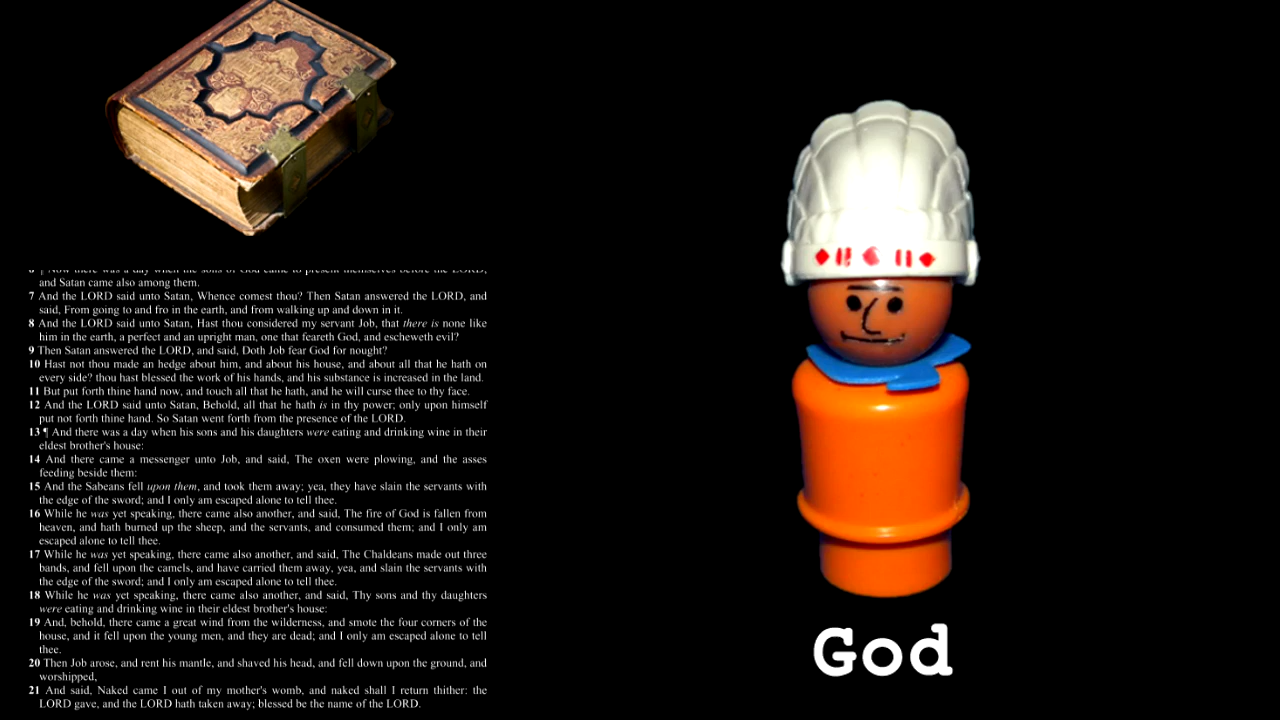 6 ¶ Now there was a day when the sons of God came to present themselves before the LORD,
and Satan came also among them.
7 And the LORD said unto Satan, Whence comest thou? Then Satan answered the LORD, and
said, From going to and fro in the earth, and from walking up and down in it.
8 And the LORD said unto Satan, Hast thou considered my servant Job, that there is none like
him in the earth, a perfect and an upright man, one that feareth God, and escheweth evil?
9 Then Satan answered the LORD, and said, Doth Job fear God for nought?
10 Hast not thou made an hedge about him, and about his house, and about all that he hath on
every side? thou hast blessed the work of his hands, and his substance is increased in the land.
11 But put forth thine hand now, and touch all that he hath, and he will curse thee to thy face.
12 And the LORD said unto Satan, Behold, all that he hath is in thy power; only upon himself
put not forth thine hand. So Satan went forth from the presence of the LORD.
13 ¶ And there was a day when his sons and his daughters were eating and drinking wine in their
eldest brother's house:
14 And there came a messenger unto Job, and said, The oxen were plowing, and the asses
feeding beside them:
15 And the Sabeans fell upon them, and took them away; yea, they have slain the servants with
the edge of the sword; and I only am escaped alone to tell thee.
16 While he was yet speaking, there came also another, and said, The fire of God is fallen from
heaven, and hath burned up the sheep, and the servants, and consumed them; and I only am
escaped alone to tell thee.
17 While he was yet speaking, there came also another, and said, The Chaldeans made out three
bands, and fell upon the camels, and have carried them away, yea, and slain the servants with
the edge of the sword; and I only am escaped alone to tell thee.
18 While he was yet speaking, there came also another, and said, Thy sons and thy daughters
were eating and drinking wine in their eldest brother's house:
19 And, behold, there came a great wind from the wilderness, and smote the four corners of the
house, and it fell upon the young men, and they are dead; and I only am escaped alone to tell
thee.
20 Then Job arose, and rent his mantle, and shaved his head, and fell down upon the ground, and
worshipped,
21 And said, Naked came I out of my mother's womb, and naked shall I return thither: the
LORD gave, and the LORD hath taken away; blessed be the name of the LORD.
God